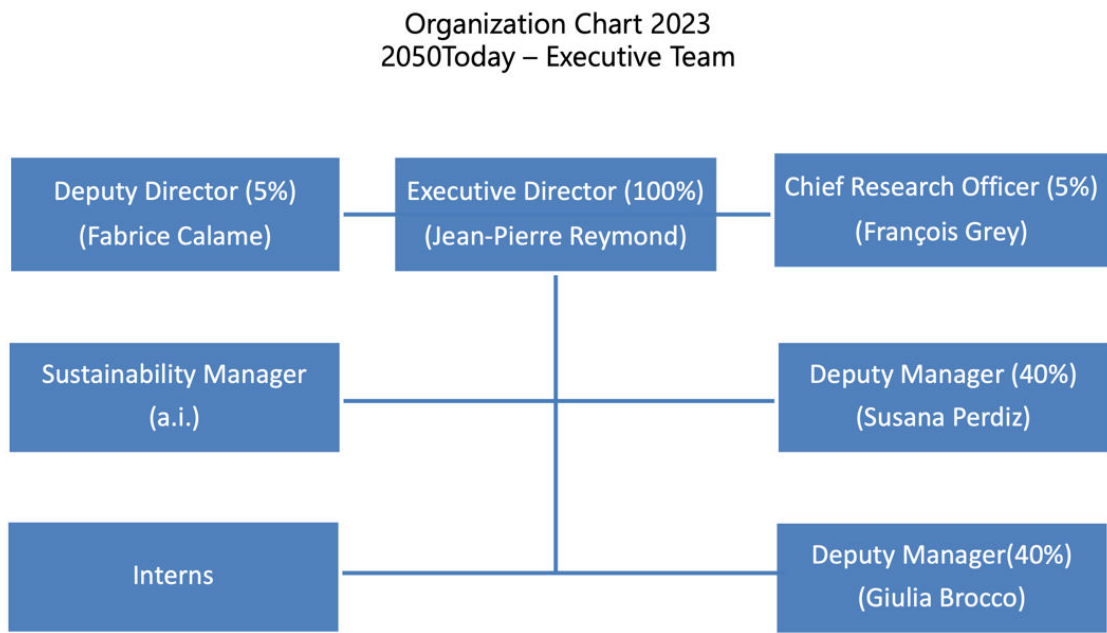 Organization Chart 2023
2050Today – Executive Team
Deputy Director (5%)
(Fabrice Calame)
Executive Director (100%)
(Jean-Pierre Reymond)
Chief Research Officer (5%)
(François Grey)
Sustainability Manager
(a.i.)
Deputy Manager (40%)
(Susana Perdiz)
Interns
Deputy Manager(40%)
(Giulia Brocco)